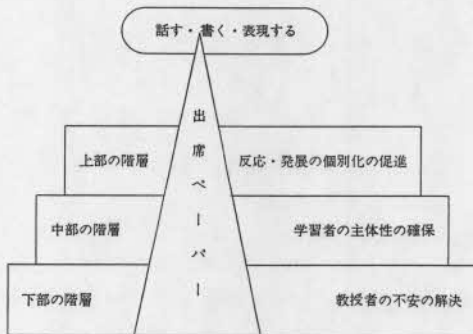 話す・書く・表現する
出席ペーパー
上部の階層
反応・発展の個別化の促進
中部の階層
学習者の主体性の確保
下部の階層
教授者の不安の解決